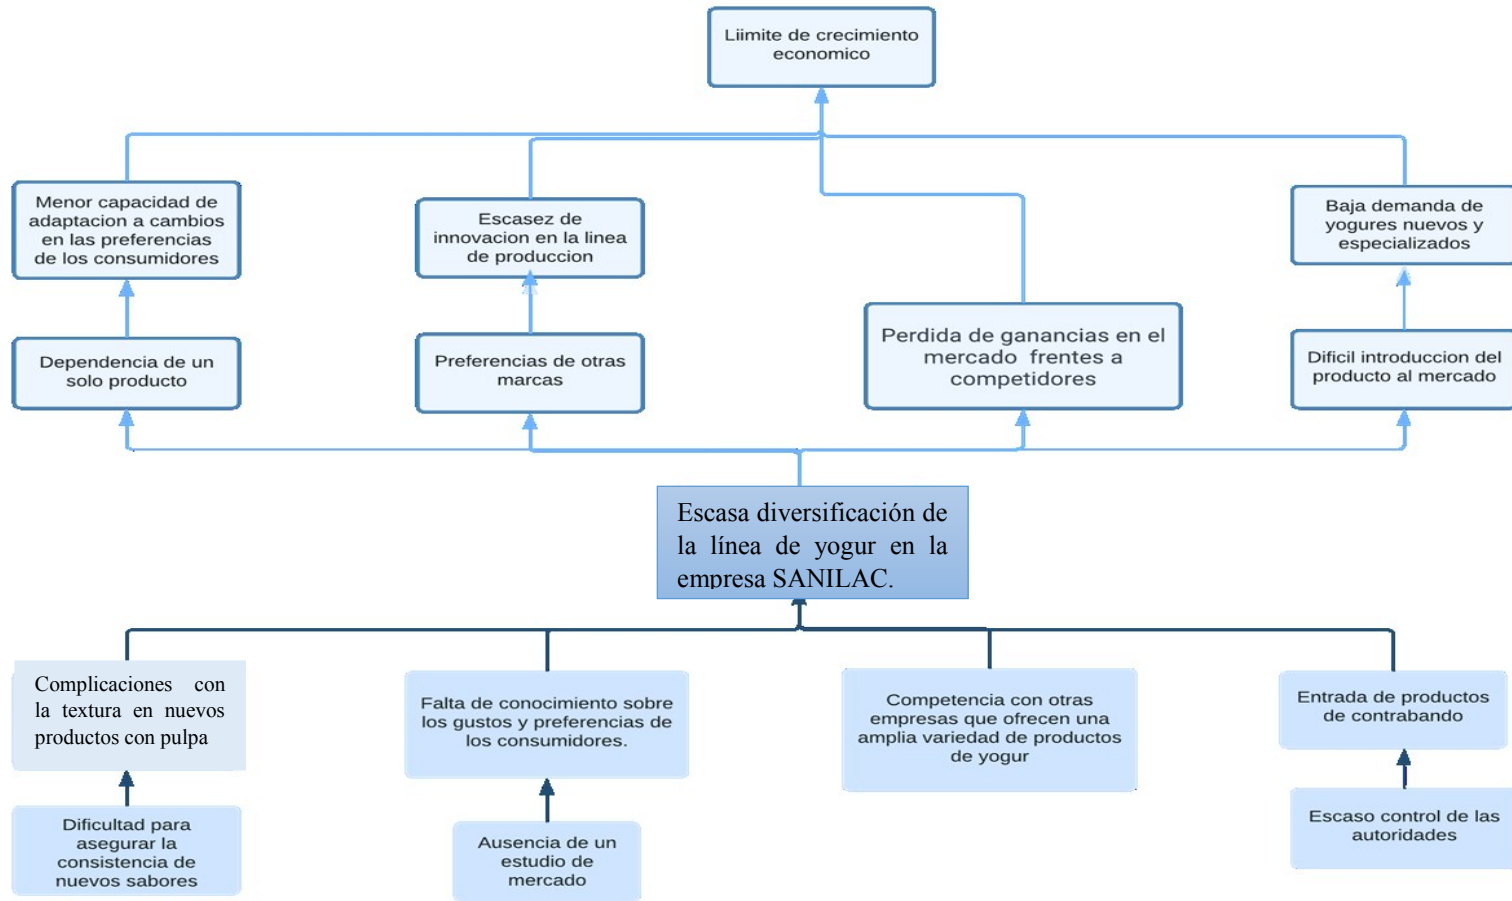 Liimite de crecimiento
economico
Menor capacidad de
adaptacion a cambios
en las preferencias
de los consumidores
Escasez de
innovacion en la linea
de produccion
Baja demanda de
yogures nuevos y
especializados
Dependencia de un
solo producto
Preferencias de otras
marcas
Perdida de ganancias en el
mercado frentes a
competidores
Dificil introduccion del
producto al mercado
Escasa diversificación de
la línea de yogur en la
empresa SANILAC.
Complicaciones con
la textura en nuevos
productos con pulpa
Falta de conocimiento sobre
los gustos y preferencias de
los consumidores.
Competencia con otras
empresas que ofrecen una
amplia variedad de productos
de yogur
Entrada de productos
de contrabando
Dificultad para
asegurar la
consistencia de
nuevos sabores
Ausencia de un
estudio de
mercado
Escaso control de las
autoridades